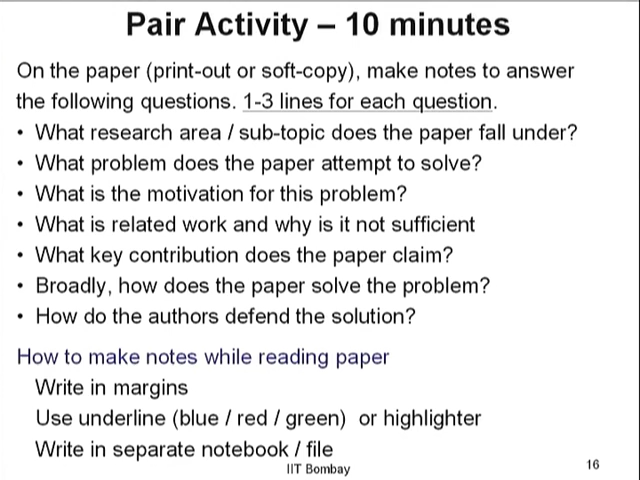 Pair Activity – 10 minutes
On the paper (print-out or soft-copy), make notes to answer
the following questions. 1-3 lines for each question.
• What research area / sub-topic does the paper fall under?
• What problem does the paper attempt to solve?
• What is the motivation for this problem?
• What is related work and why is it not sufficient
• What key contribution does the paper claim?
• Broadly, how does the paper solve the problem?
• How do the authors defend the solution?
How to make notes while reading paper
Write in margins
Use underline (blue / red / green)  or highlighter
Write in separate notebook / file
IIT Bombay
16